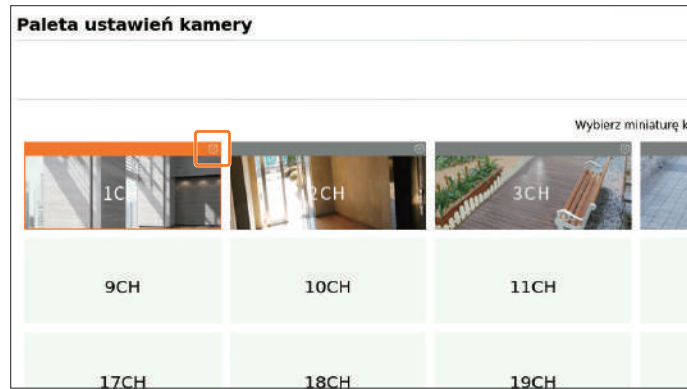 Paleta ustawień kamery
Wybierz miniaturę
1CH 2CH 3CH
9CH 10CH 11CH
17CH 18CH 19CH